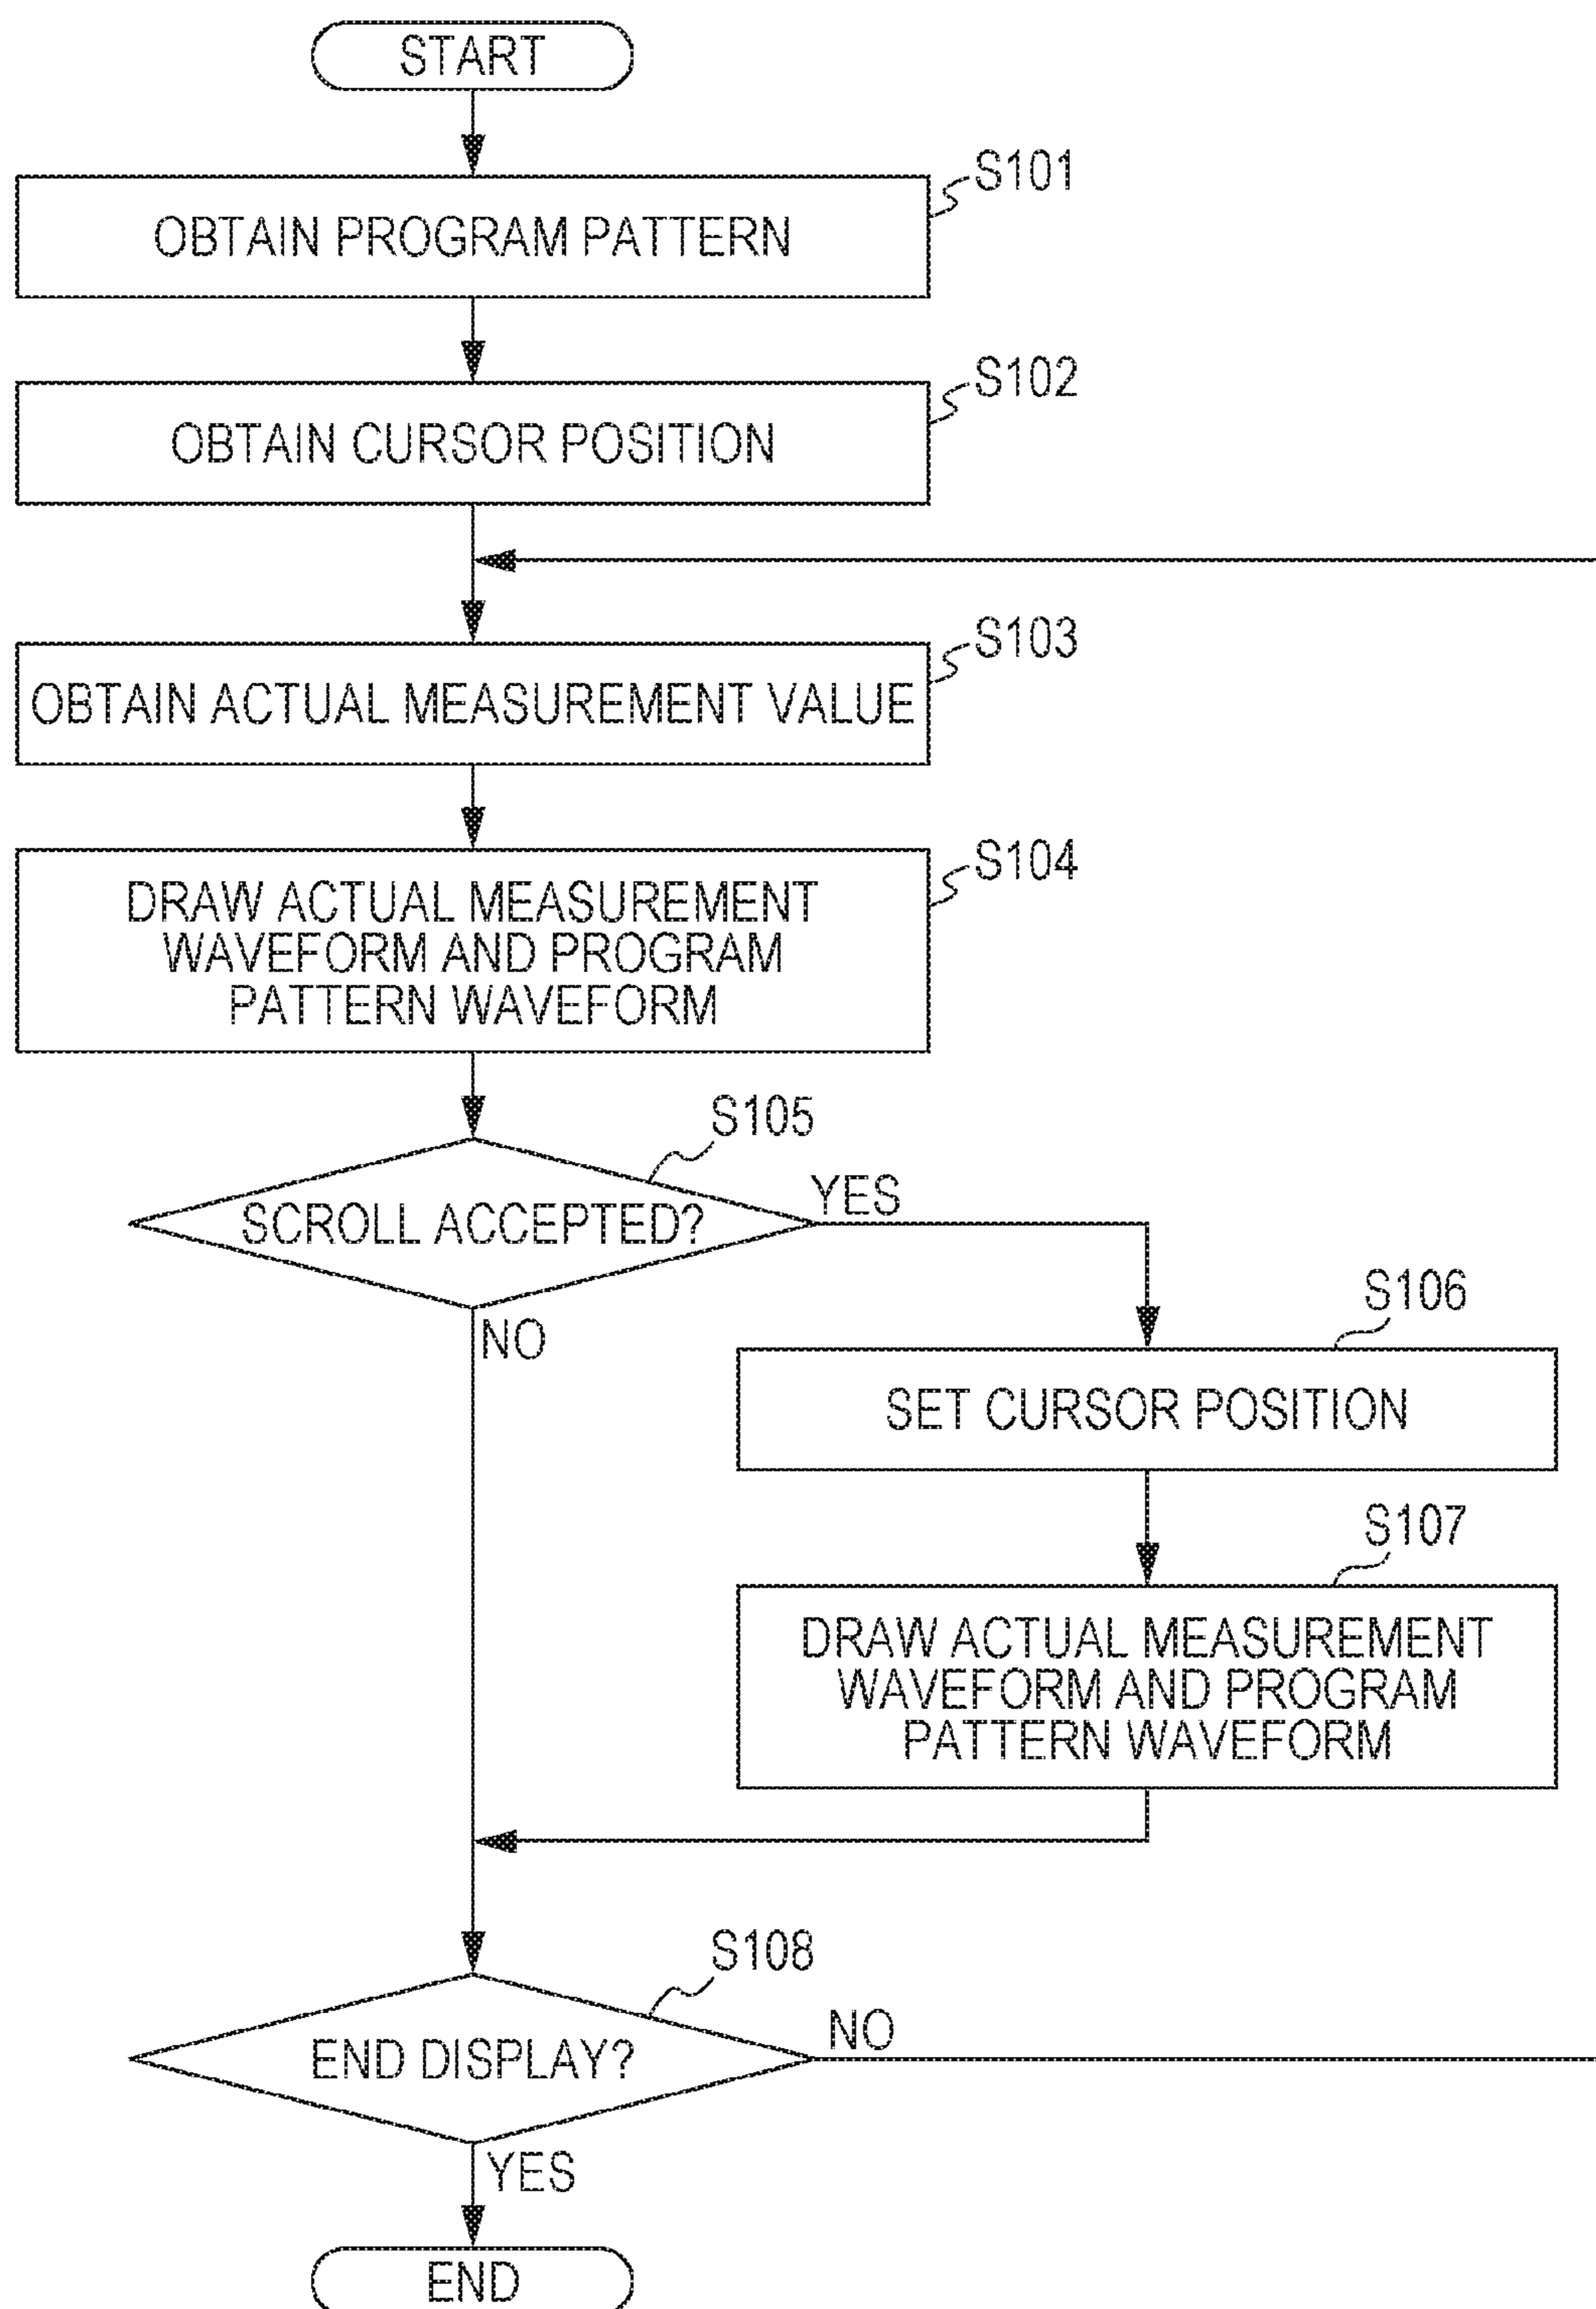 START
S101
OBTAIN PROGRAM PATTERN
S102
OBTAIN CURSOR POSITION
S103
OBTAIN ACTUAL MEASUREMENT VALUE
S104
DRAW ACTUAL MEASUREMENT
WAVEFORM AND PROGRAM
PATTERN WAVEFORM
S105
SCROLL ACCEPTED?
YES
NO
S106
SET CURSOR POSITION
S107
DRAW ACTUAL MEASUREMENT
WAVEFORM AND PROGRAM
PATTERN WAVEFORM
S108
END DISPLAY?
NO
YES
END